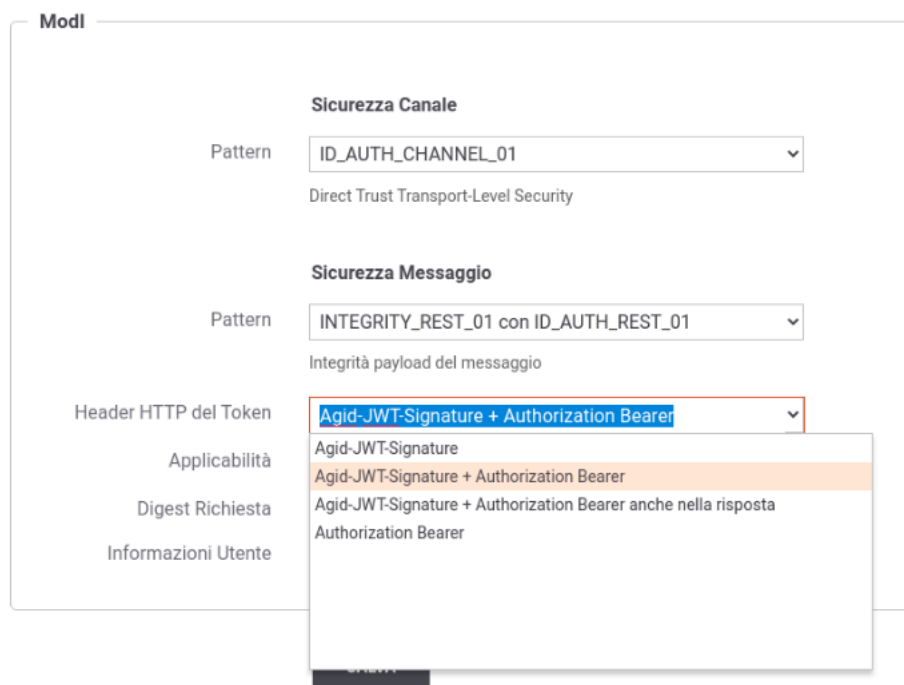 ModI
Sicurezza Canale
Pattern
ID_AUTH_CHANNEL_01
Direct Trust Transport-Level Security
Sicurezza Messaggio
Pattern
INTEGRITY_REST_01 con ID_AUTH_REST_01
Integrità payload del messaggio
Header HTTP del Token
Agid-JWT-Signature + Authorization Bearer
Agid-JWT-Signature
Applicabilità
Agid-JWT-Signature + Authorization Bearer
Agid-JWT-Signature + Authorization Bearer anche nella risposta
Digest Richiesta
Authorization Bearer
Informazioni Utente